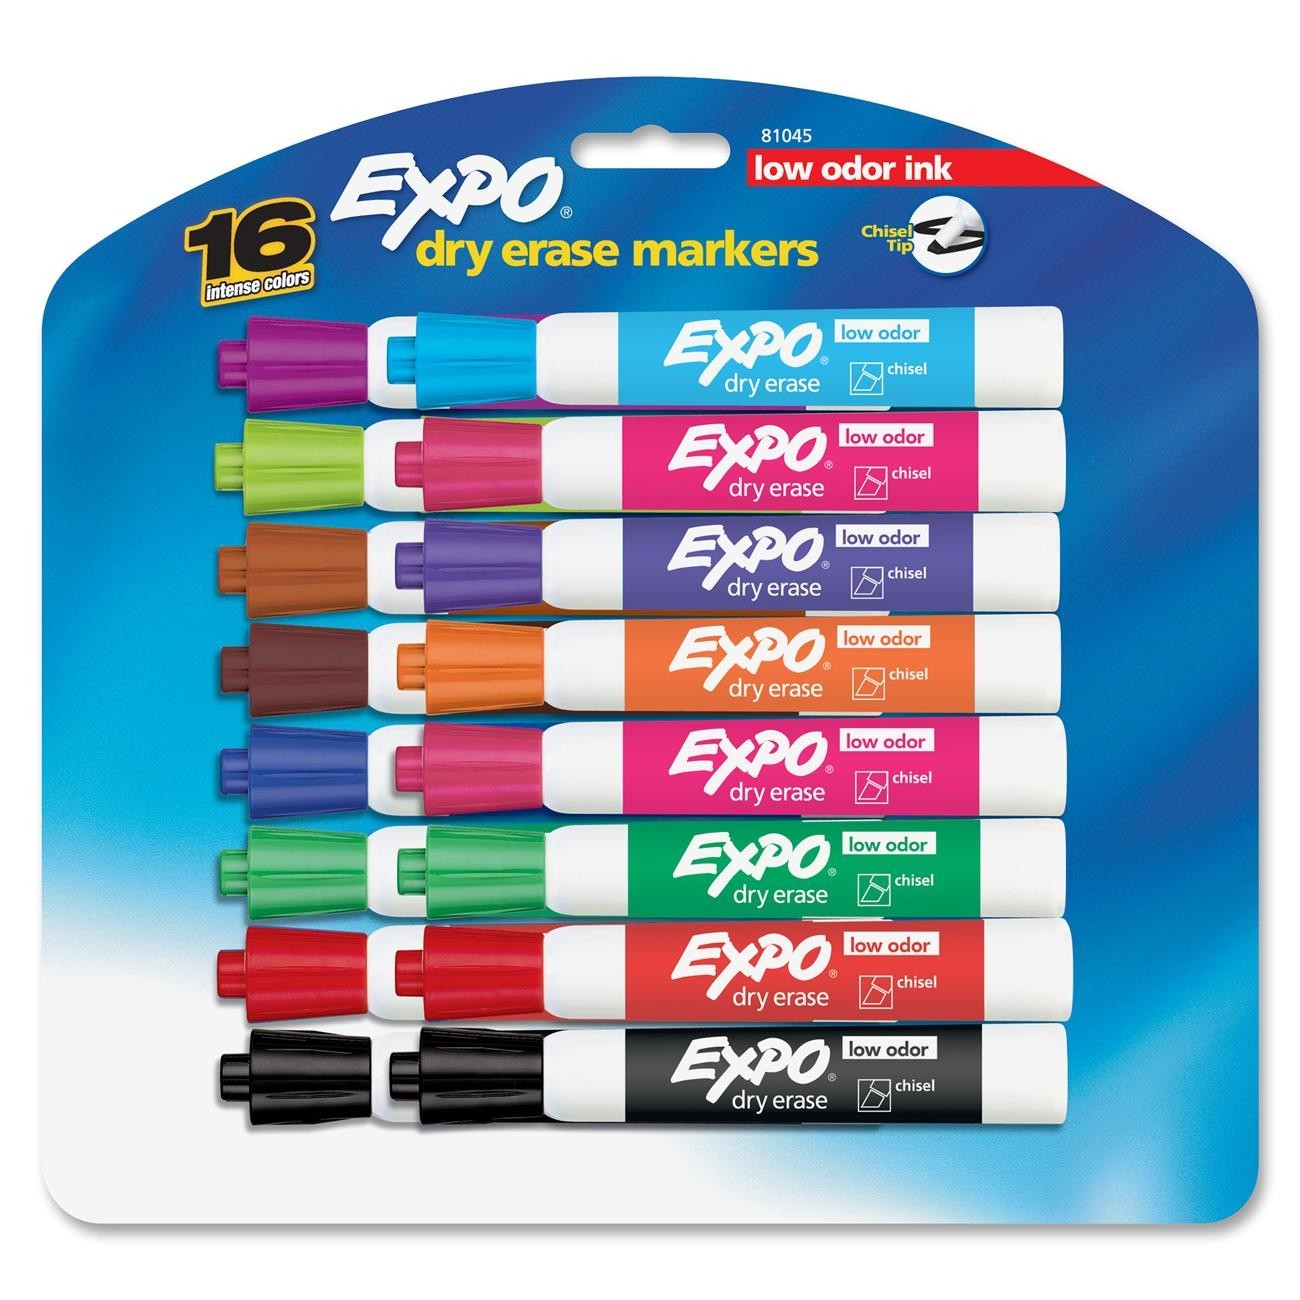 81045
low odor ink
EXPO®
dry erase markers
Chisel
Tip
16
intense colors
EXPO®
dry erase
low odor
chisel
EXPO®
dry erase
low odor
chisel
EXPO®
dry erase
low odor
chisel
EXPO®
dry erase
low odor
chisel
EXPO®
dry erase
low odor
chisel
EXPO®
dry erase
low odor
chisel
EXPO®
dry erase
low odor
chisel
EXPO®
dry erase
low odor
chisel